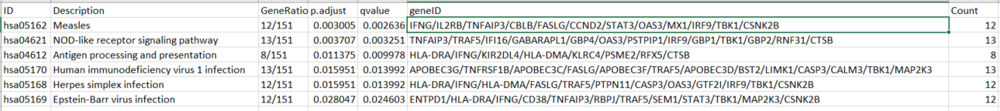 ID Description GeneRatio p.adjust qvalue geneID Count
hsa05162 Measles 12/151 0.003005 0.002636 IFNG/IL2RB/TNFAIP3/CBLB/FASLG/CCND2/STAT3/OAS3/MX1/IRF9/TBK1/CSNK2B 12
hsa04621 NOD-like receptor signaling pathway 13/151 0.003707 0.003251 TNFAIP3/TRAF5/IFI16/GABARAPL1/GBP4/OAS3/PSTPIP1/IRF9/GBP1/TBK1/GBP2/RNF31/CTSB 13
hsa04612 Antigen processing and presentation 8/151 0.011375 0.009978 HLA-DRA/IFNG/KIR2DL4/HLA-DMA/KLRC4/PSME2/RFX5/CTSB 8
hsa05170 Human immunodeficiency virus 1 infection 13/151 0.015951 0.013992 APOBEC3G/TNFRSF1B/APOBEC3C/FASLG/APOBEC3F/TRAF5/APOBEC3D/BST2/LIMK1/CASP3/CALM3/TBK1/MAP2K3 13
hsa05168 Herpes simplex infection 12/151 0.015951 0.013992 HLA-DRA/IFNG/HLA-DMA/FASLG/TRAF5/PTPN11/CASP3/OAS3/GTF2I/IRF9/TBK1/CSNK2B 12
hsa05169 Epstein-Barr virus infection 12/151 0.028047 0.024603 ENTPD1/HLA-DRA/IFNG/CD38/TNFAIP3/RBPJ/TRAF5/SEM1/STAT3/TBK1/MAP2K3/CSNK2B 12